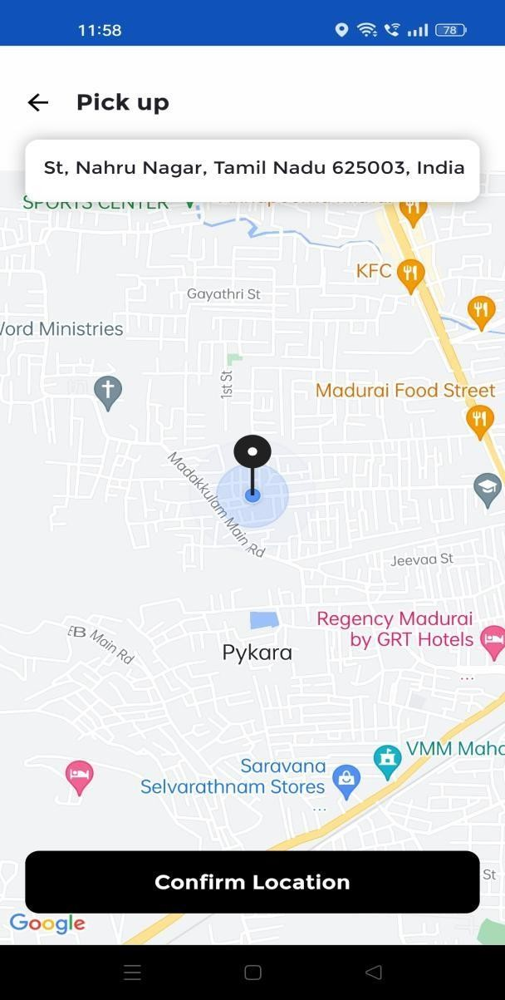 11:58
78
Pick up
St, Nahru Nagar, Tamil Nadu 625003, India
SPORTS CENTER
KFC
Gayathri St
Word Ministries
1st St
Madurai Food Street
Madakkulam Main Rd
Jeevaa St
Regency Madurai
by GRT Hotels
...
EB Main Rd
Pykara
VMM Maha
Saravana
Selvarathnam Stores
...
Confirm Location
St
Google